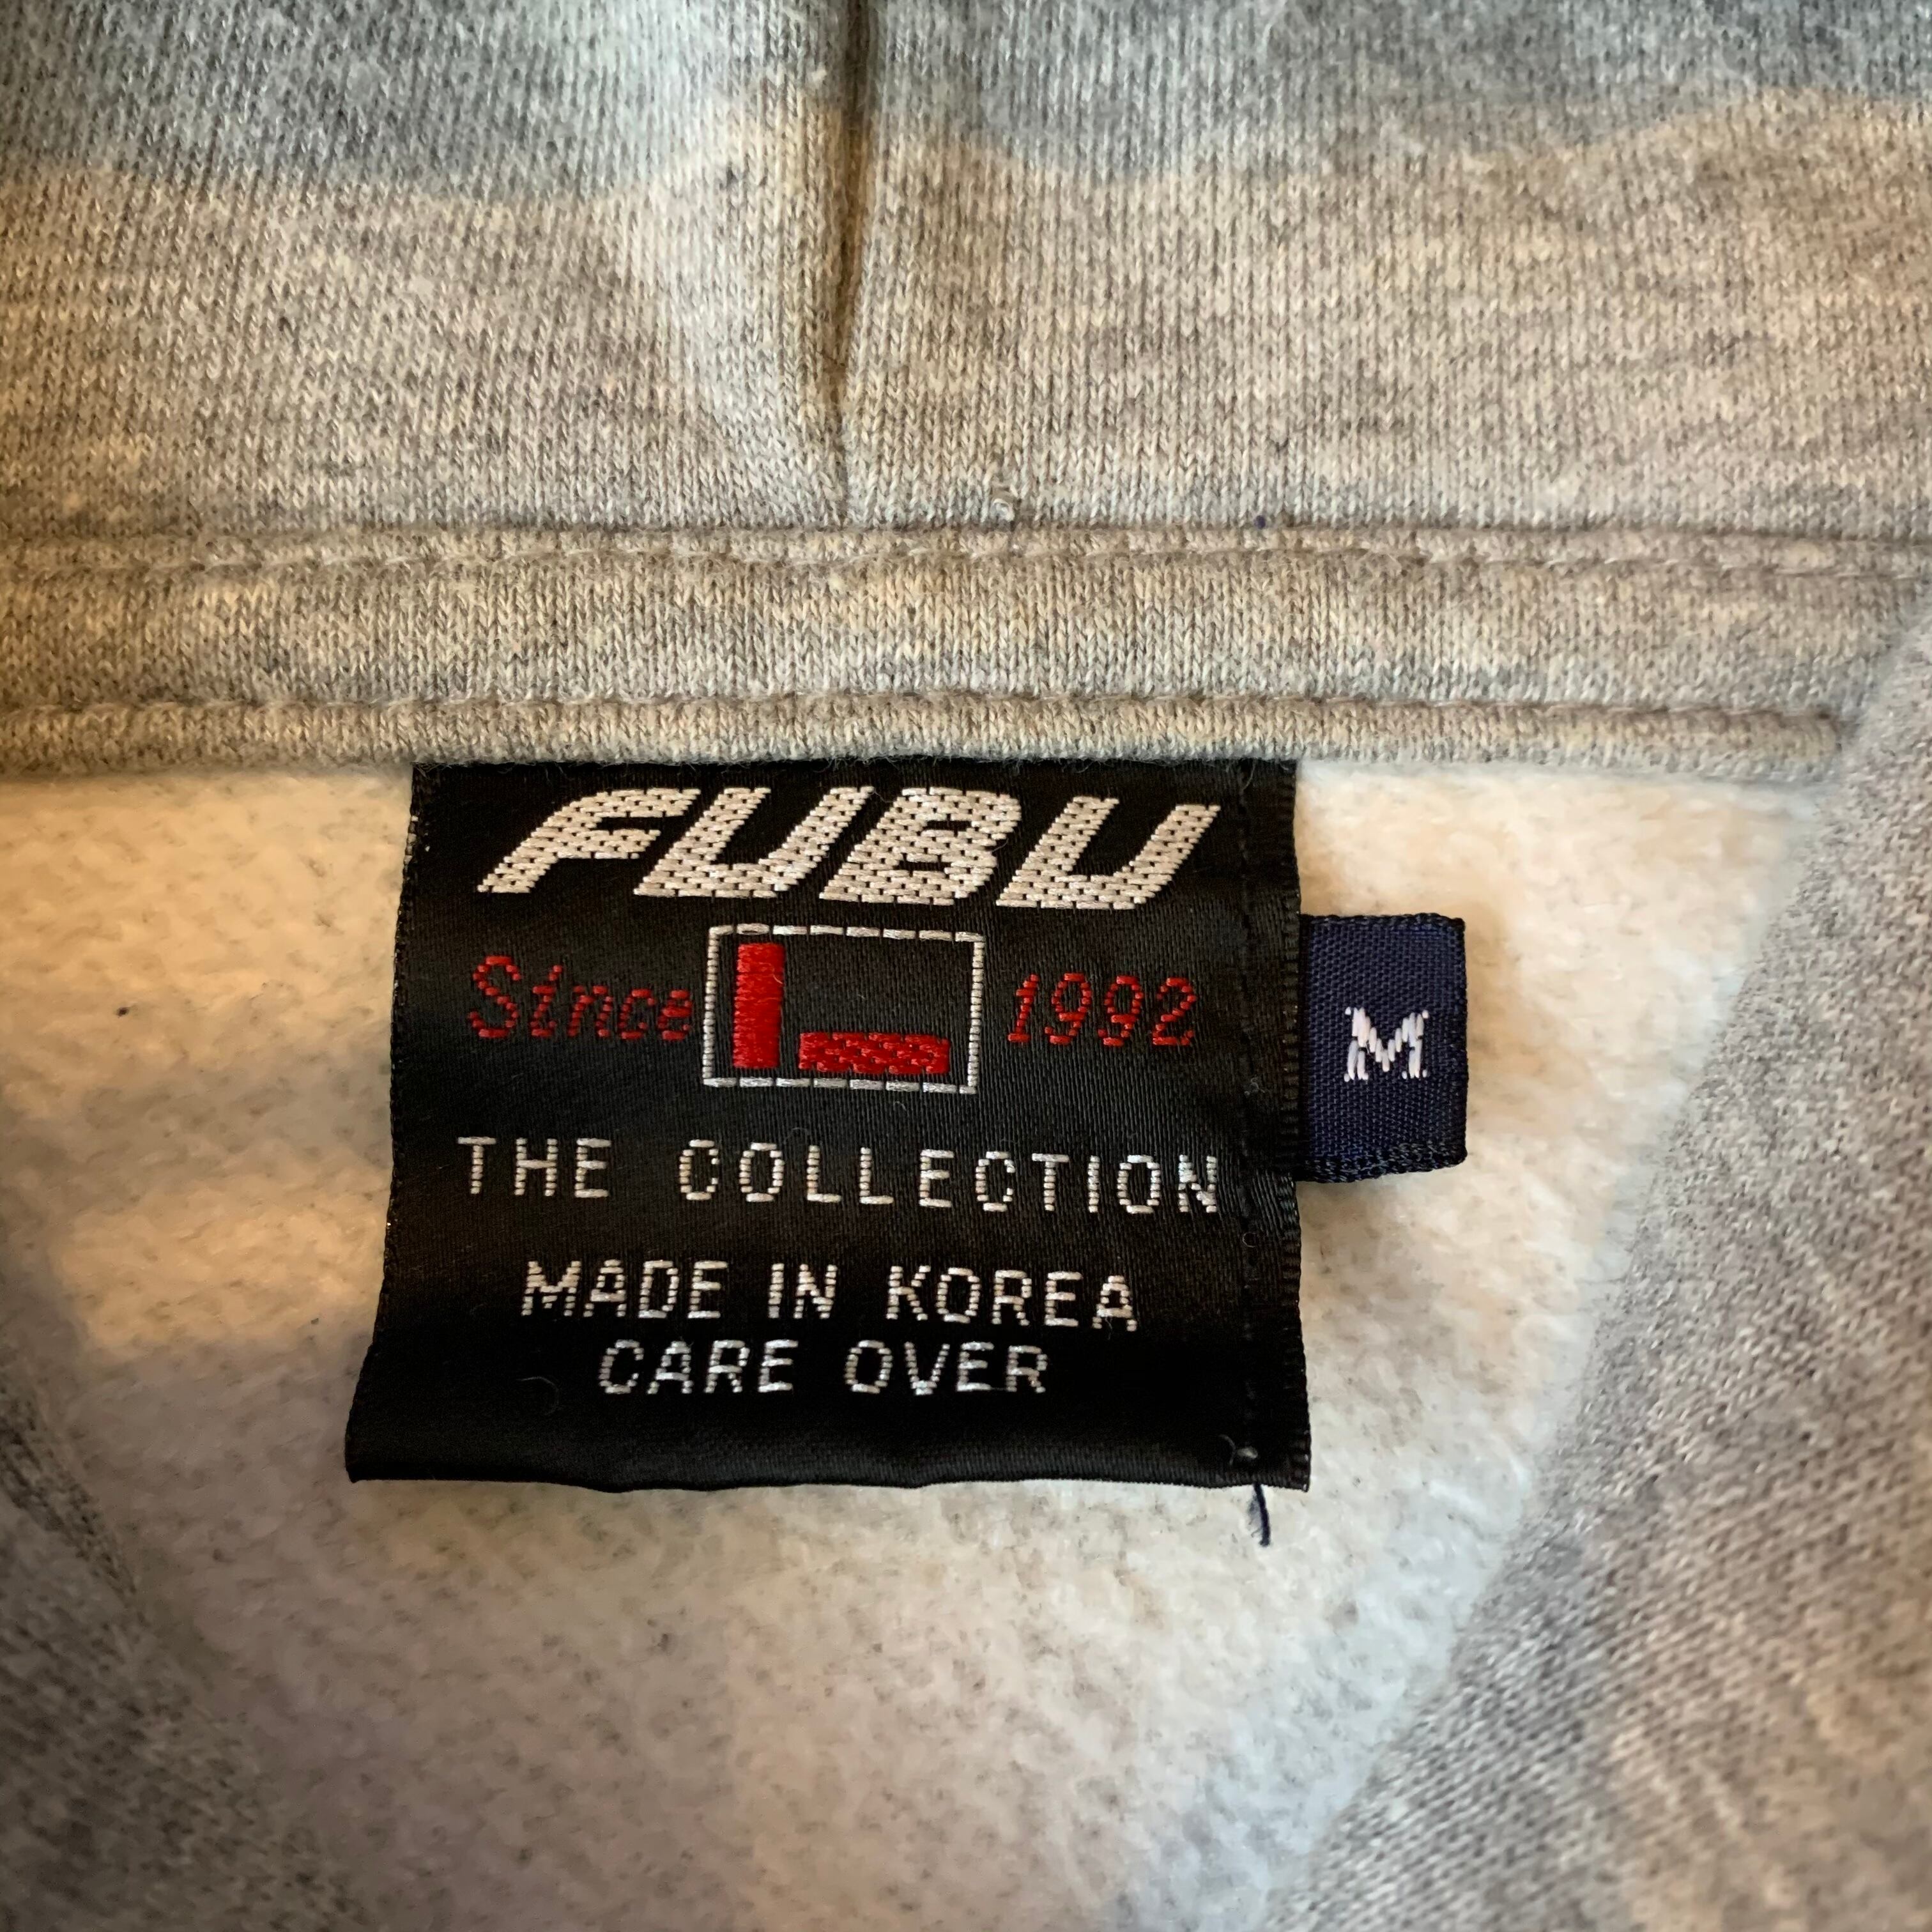 FUBU
Since 1992
THE COLLECTION
MADE IN KOREA
CARE OVER
M